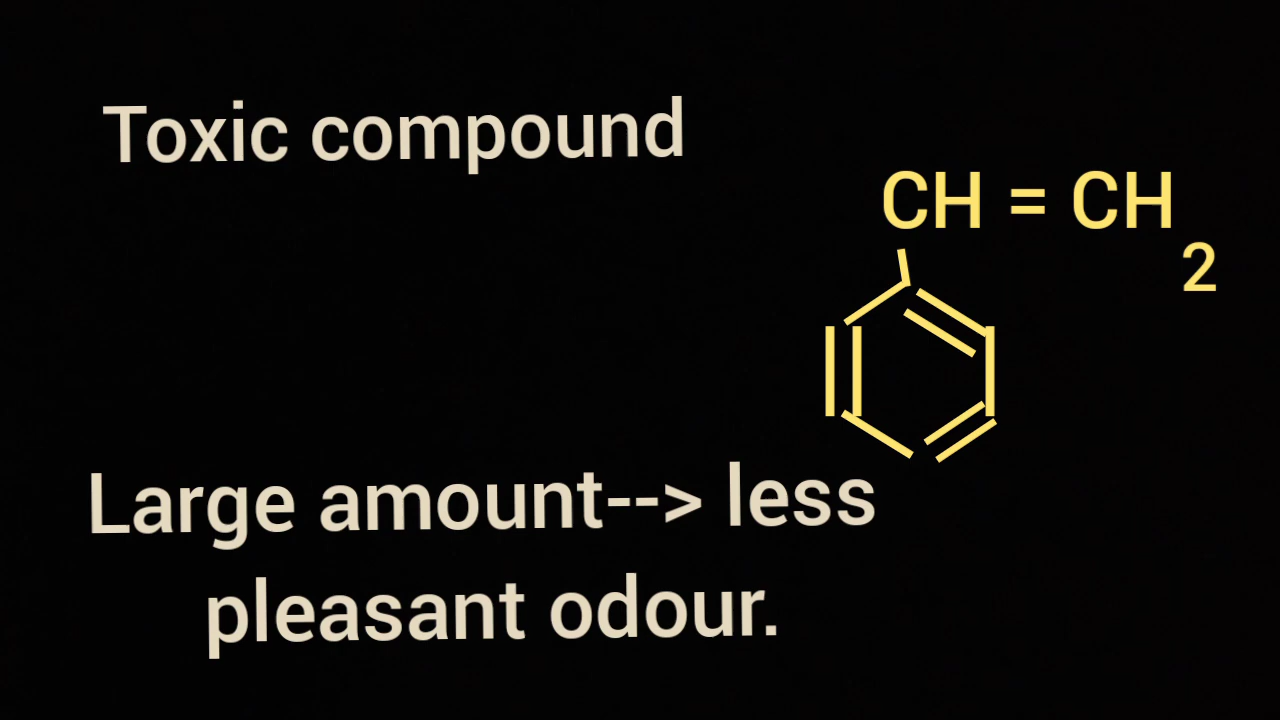 Toxic compound
CH = CH
2
Large amount--> less
pleasant odour.